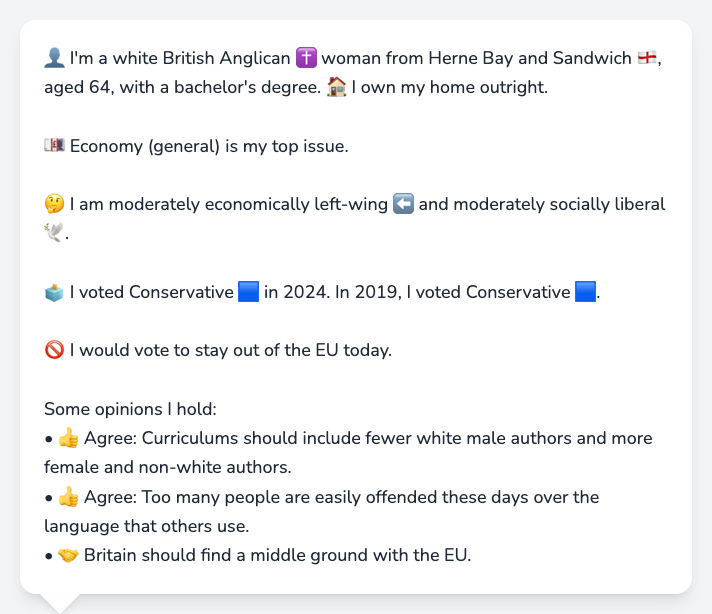 👤 I'm a white British Anglican ✝️ woman from Herne Bay and Sandwich 🏴󠁧󠁢󠁥󠁮󠁧󠁿,
aged 64, with a bachelor's degree. 🏠 I own my home outright.
💷 Economy (general) is my top issue.
🤔 I am moderately economically left-wing ⬅️ and moderately socially liberal
🕊️.
🗳️ I voted Conservative 🟦 in 2024. In 2019, I voted Conservative 🟦.
🚫 I would vote to stay out of the EU today.
Some opinions I hold:
• 👍 Agree: Curriculums should include fewer white male authors and more
female and non-white authors.
• 👍 Agree: Too many people are easily offended these days over the
language that others use.
• 🤝 Britain should find a middle ground with the EU.